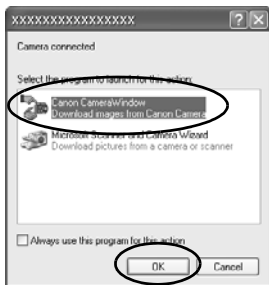 xxxxxxxxxxxxxxxxx
Camera connected
Select the program to launch for this action:
Canon CameraWindow
Download images from Canon Camera
Microsoft Scanner and Camera Wizard
Download pictures from a camera or scanner
Always use this program for this action
OK Cancel